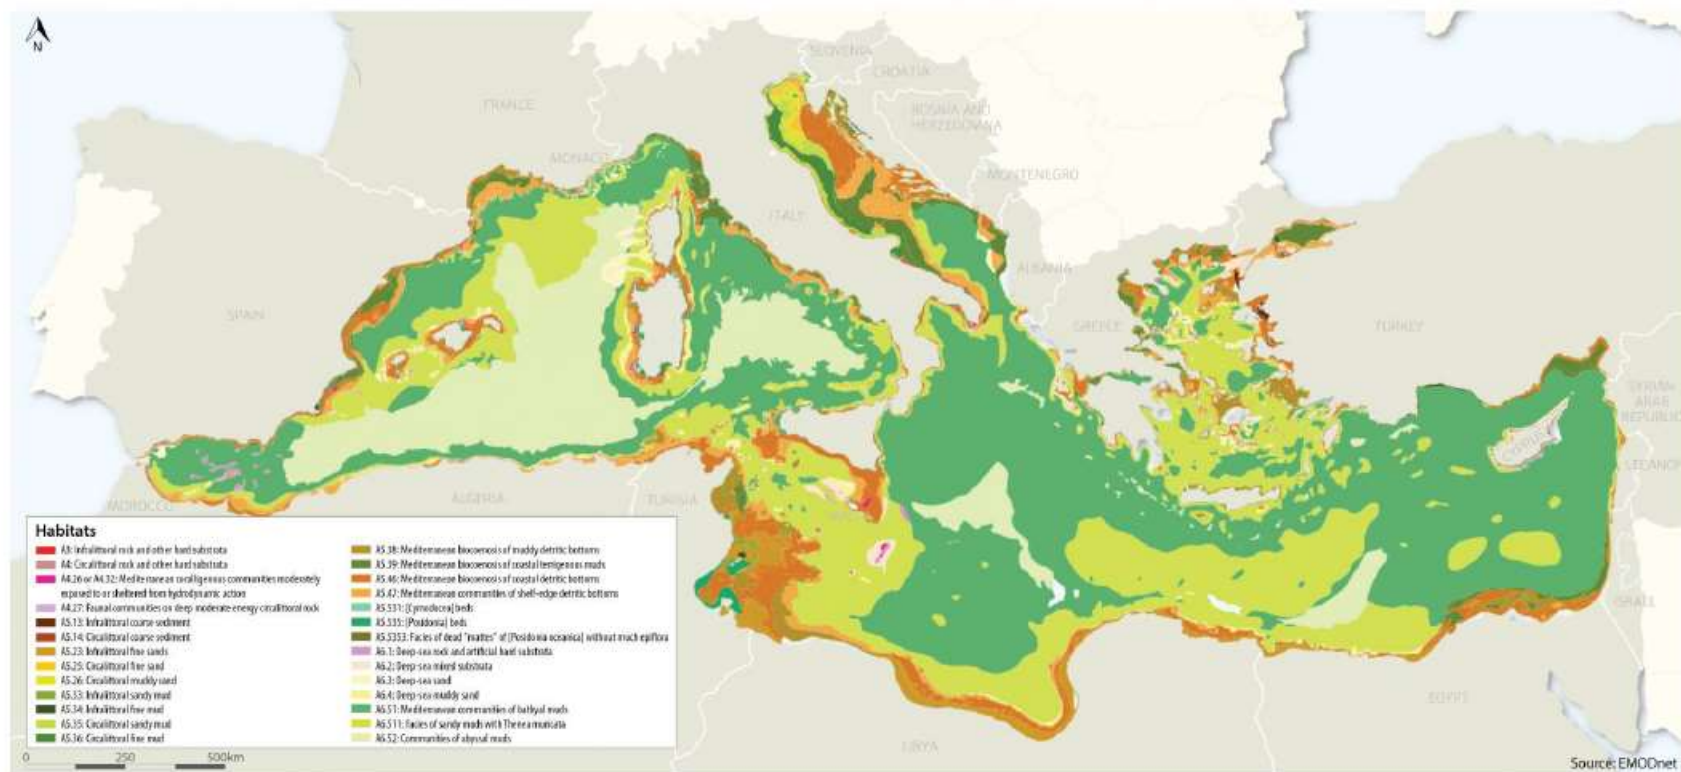 N
SLOVENIA
CROATIA
FRANCE
BOSNIA AND
HERZEGOVINA
MONACO
MONTENEGRO
ITALY
ALBANIA
SPAIN
GREECE
TURKEY
SYRIAN
ARAB
REPUBLIC
CYPRUS
LEBANON
MOROCCO
ALGERIA
TUNISIA
ISRAEL
EGYPT
LIBYA
Habitats
A3: Infralittoral rock and other hard substrata
A4: Circalittoral rock and other hard substrata
A4.26 or A4.32: Mediterranean coralligenous communities moderately
exposed to or sheltered from hydrodynamic action
A4.27: Faunal communities on deep moderate energy circalittoral rock
A5.13: Infralittoral coarse sediment
A5.14: Circalittoral coarse sediment
A5.23: Infralittoral fine sands
A5.25: Circalittoral fine sand
A5.26: Circalittoral muddy sand
A5.33: Infralittoral sandy mud
A5.34: Infralittoral fine mud
A5.35: Circalittoral sandy mud
A5.36: Circalittoral fine mud
A5.38: Mediterranean biocoenosis of muddy detritic bottoms
A5.39: Mediterranean biocoenosis of coastal terrigenous muds
A5.46: Mediterranean biocoenosis of coastal detritic bottoms
A5.47: Mediterranean communities of shelf-edge detritic bottoms
A5.531: [Cymodocea] beds
A5.535: [Posidonia] beds
A5.5353: Facies of dead "mattes" of [Posidonia oceanica] without much epiflora
A6.1: Deep-sea rock and artificial hard substrata
A6.2: Deep-sea mixed substrata
A6.3: Deep-sea sand
A6.4: Deep-sea muddy sand
A6.51: Mediterranean communities of bathyal muds
A6.511: Facies of sandy muds with Thenea muricata
A6.52: Communities of abyssal muds
0 250 500km
Source: EMODnet